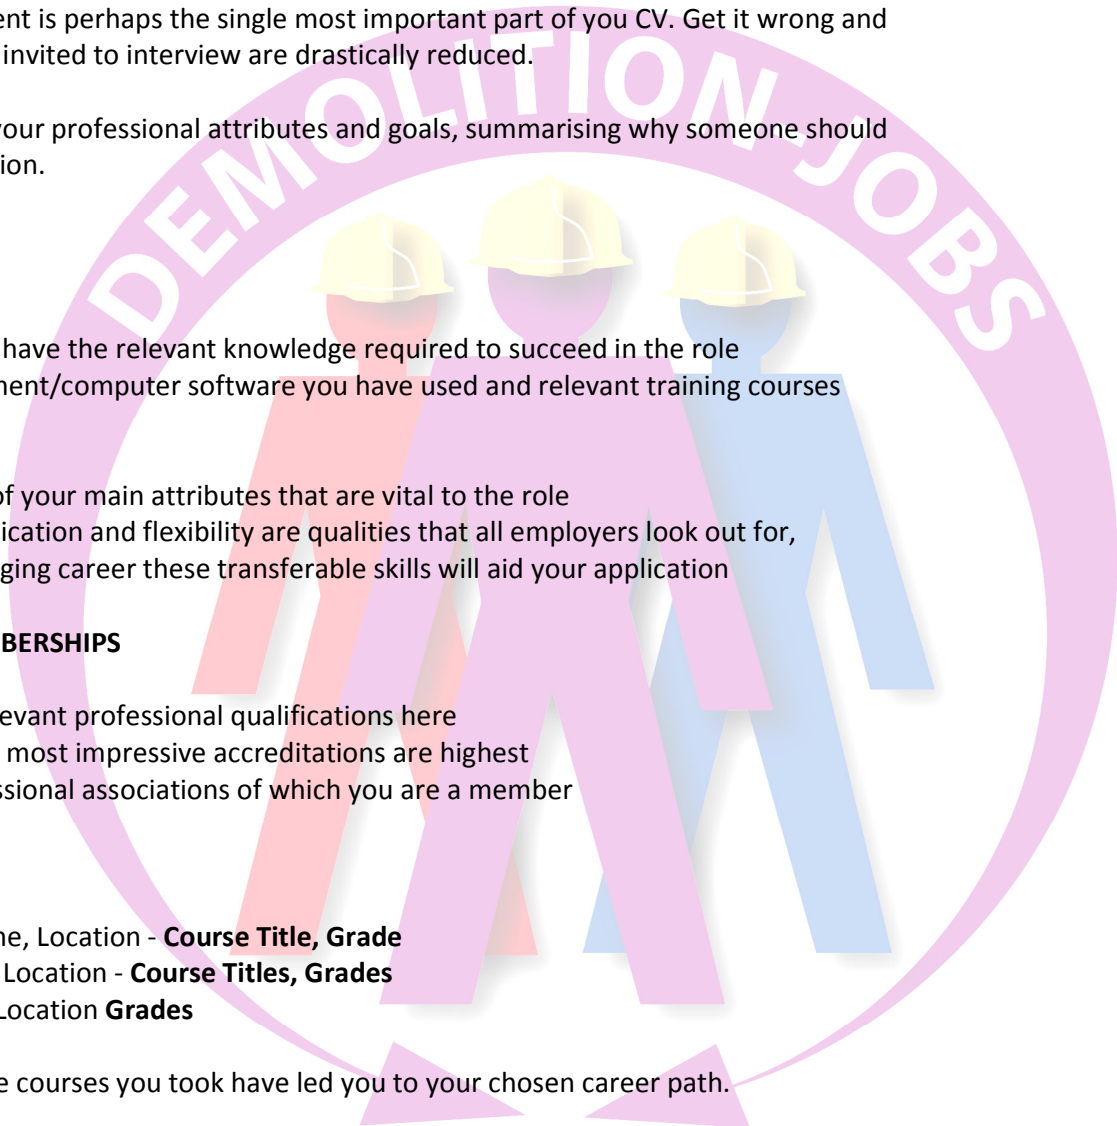 DEMOLITION-JOBS
ent is perhaps the single most important part of you CV. Get it wrong and
invited to interview are drastically reduced.
your professional attributes and goals, summarising why someone should
ion.
have the relevant knowledge required to succeed in the role
ment/computer software you have used and relevant training courses
of your main attributes that are vital to the role
ication and flexibility are qualities that all employers look out for,
ging career these transferable skills will aid your application
BERSHIPS
evant professional qualifications here
most impressive accreditations are highest
ssional associations of which you are a member
ne, Location - Course Title, Grade
Location - Course Titles, Grades
Location Grades
e courses you took have led you to your chosen career path.